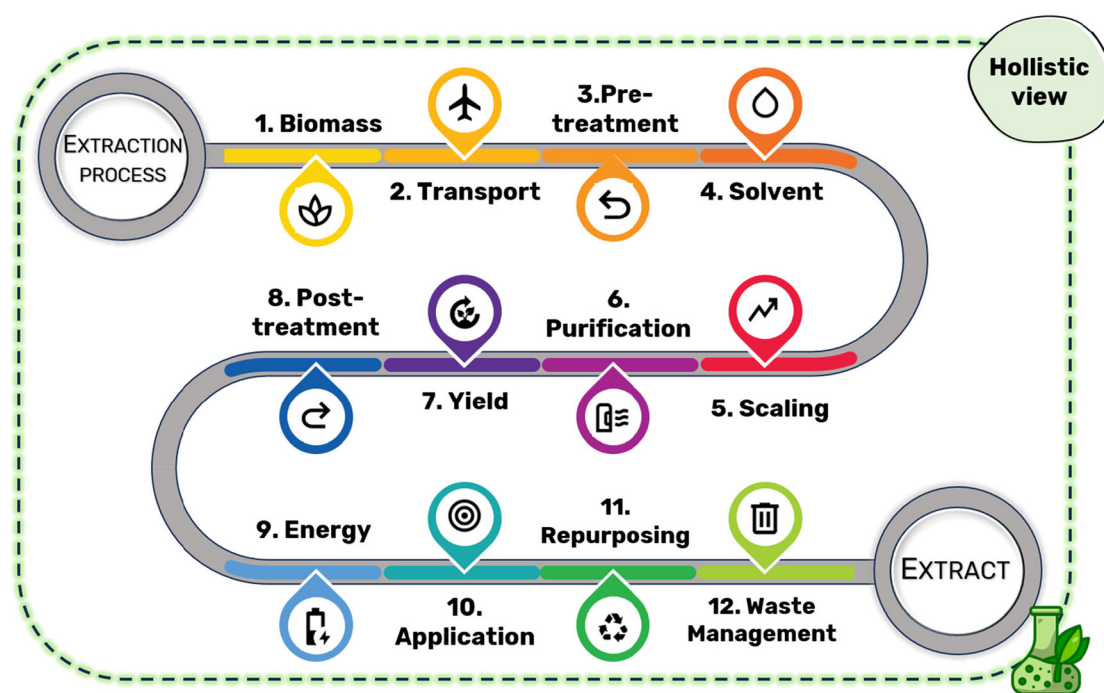 Hollistic
view
EXTRACTION
PROCESS
1. Biomass
2. Transport
3.Pre-
treatment
4. Solvent
5. Scaling
6.
Purification
7. Yield
8. Post-
treatment
9. Energy
10.
Application
11.
Repurposing
12. Waste
Management
EXTRACT